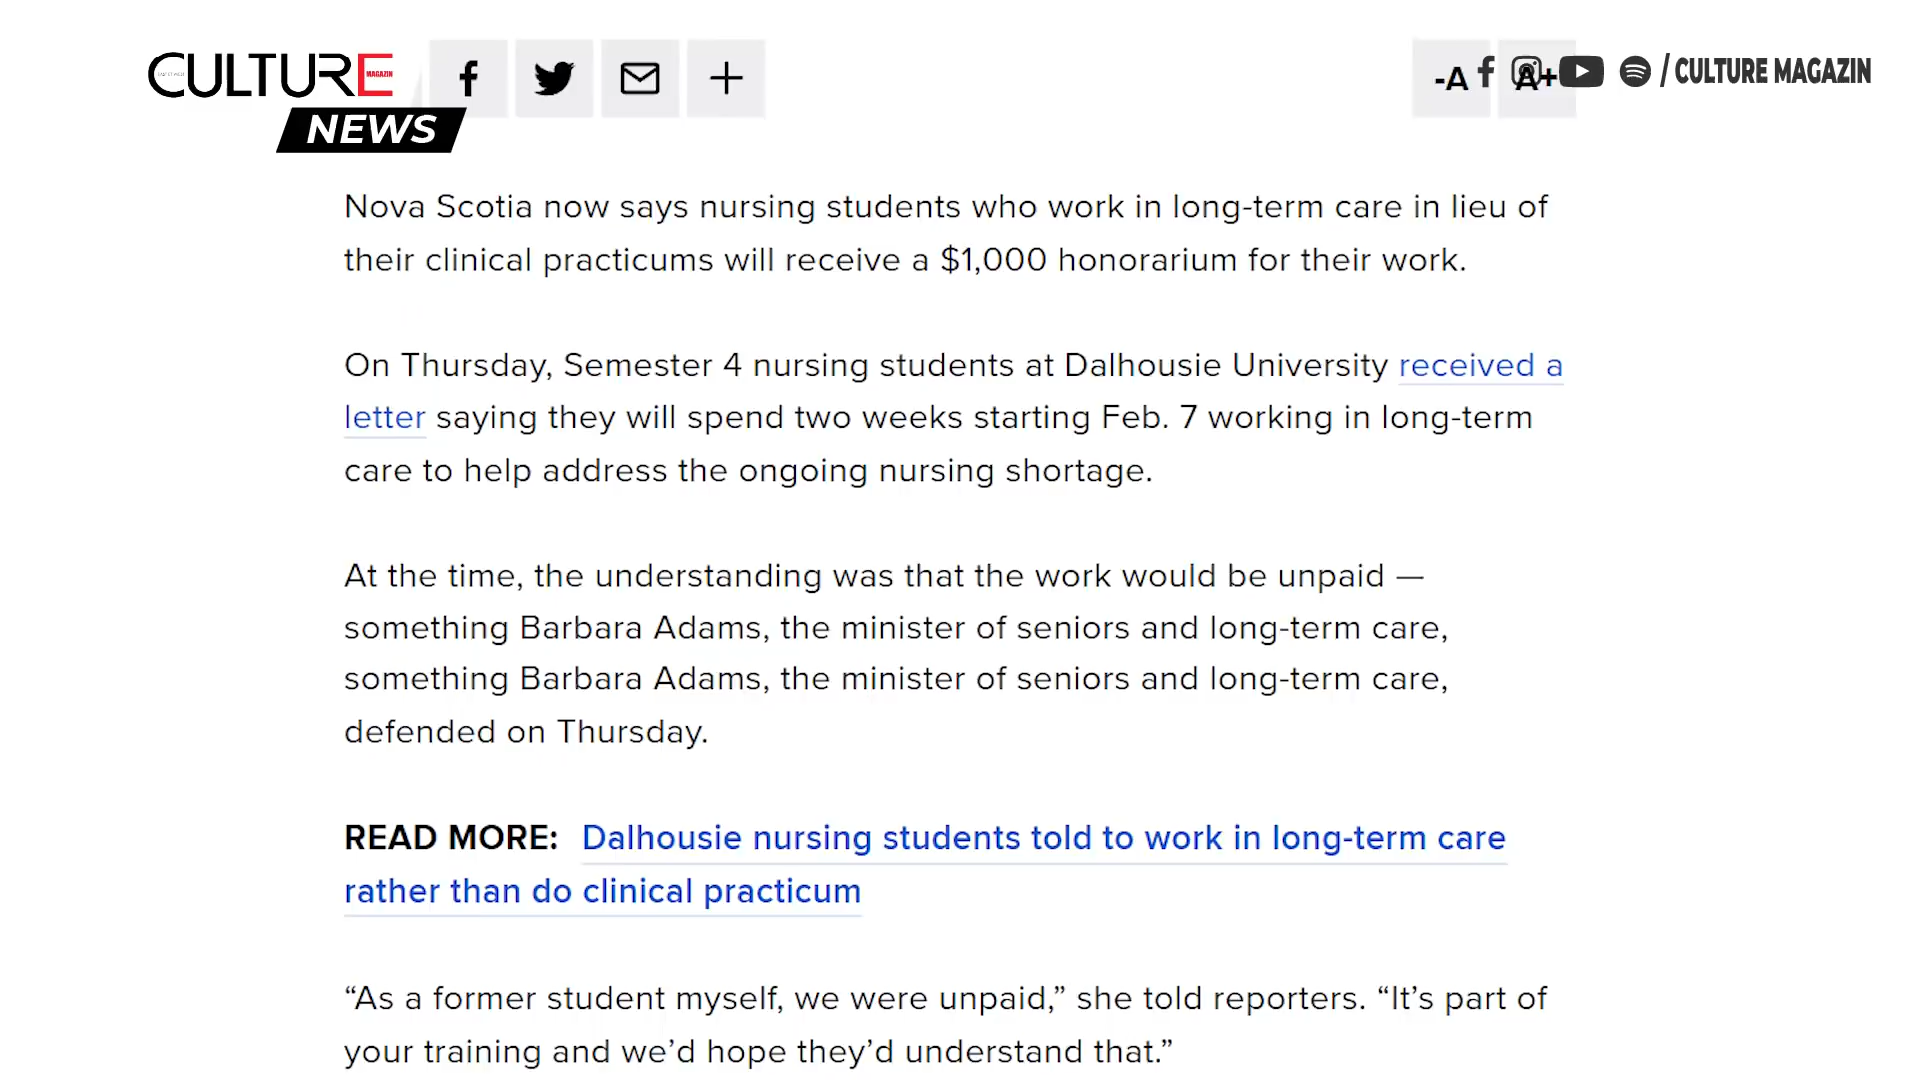 CULTURE
MAGAZIN
NEWS
-A A+
/ CULTURE MAGAZIN
Nova Scotia now says nursing students who work in long-term care in lieu of
their clinical practicums will receive a $1,000 honorarium for their work.
On Thursday, Semester 4 nursing students at Dalhousie University received a
letter saying they will spend two weeks starting Feb. 7 working in long-term
care to help address the ongoing nursing shortage.
At the time, the understanding was that the work would be unpaid —
something Barbara Adams, the minister of seniors and long-term care,
something Barbara Adams, the minister of seniors and long-term care,
defended on Thursday.
READ MORE: Dalhousie nursing students told to work in long-term care
rather than do clinical practicum
“As a former student myself, we were unpaid,” she told reporters. “It’s part of
your training and we’d hope they’d understand that.”